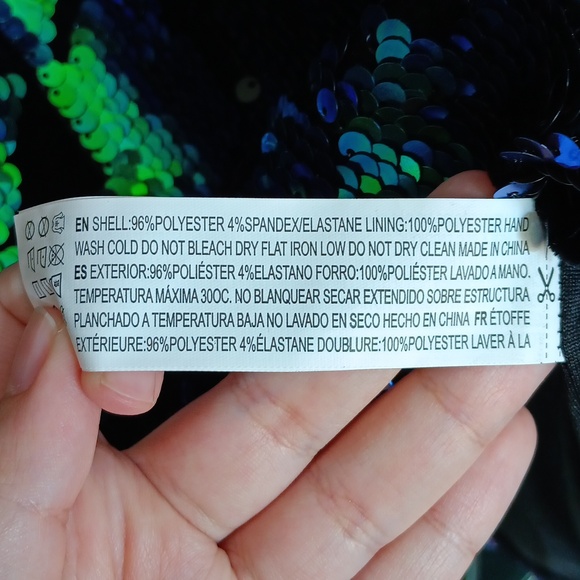 EN SHELL:96%POLYESTER 4%SPANDEX/ELASTANE LINING:100%POLYESTER HAND
WASH COLD DO NOT BLEACH DRY FLAT IRON LOW DO NOT DRY CLEAN MADE IN CHINA
ES EXTERIOR:96%POLIÉSTER 4%ELASTANO FORRO:100%POLIÉSTER LAVADO A MANO.
TEMPERATURA MÁXIMA 30OC. NO BLANQUEAR SECAR EXTENDIDO SOBRE ESTRUCTURA
PLANCHADO A TEMPERATURA BAJA NO LAVADO EN SECO HECHO EN CHINA FR ÉTOFFE
EXTÉRIEURE:96%POLYESTER 4%ÉLASTANE DOUBLURE:100%POLYESTER LAVER À LA